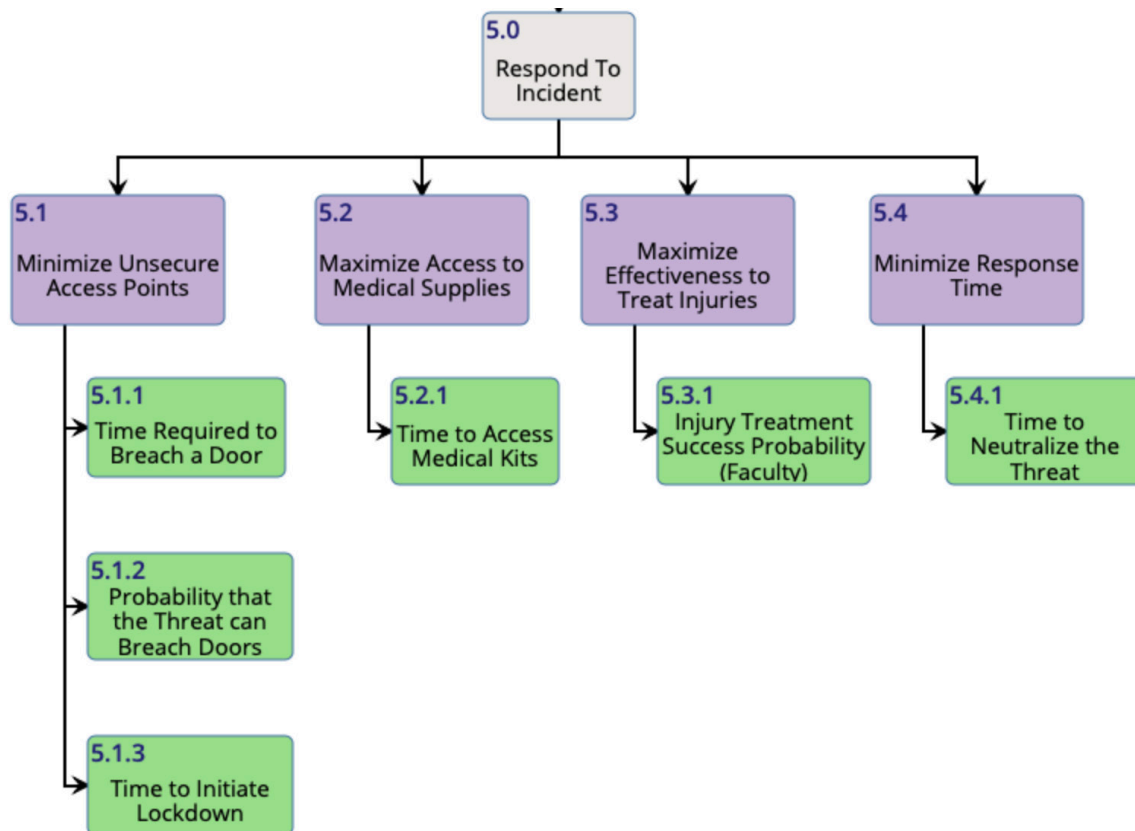 5.0
Respond To
Incident
5.1
Minimize Unsecure
Access Points
5.2
Maximize Access to
Medical Supplies
5.3
Maximize
Effectiveness to
Treat Injuries
5.4
Minimize Response
Time
5.1.1
Time Required to
Breach a Door
5.2.1
Time to Access
Medical Kits
5.3.1
Injury Treatment
Success Probability
(Faculty)
5.4.1
Time to
Neutralize the
Threat
5.1.2
Probability that
the Threat can
Breach Doors
5.1.3
Time to Initiate
Lockdown